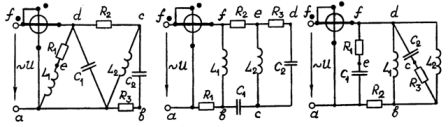 f d R₂ c
R₁ e L₁ C₁ L₂ C₂
~U
a R₃ b
f f R₂ e R₃ d
~U L₁ L₂ C₂
a R₁ b C₁ c
f f d
R₁ e C₁ L₁ C₂ c R₃ L₂
~U
a R₂ b